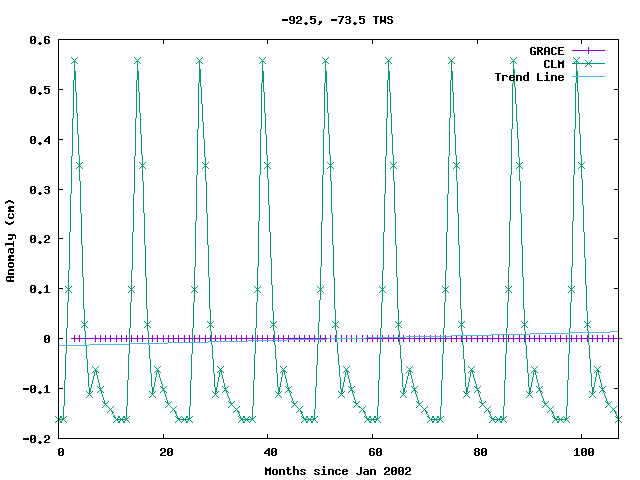 -92.5, -73.5 TWS
GRACE
CLM
Trend Line
0.6
0.5
0.4
0.3
0.2
0.1
0
-0.1
-0.2
Anomaly (cm)
0 20 40 60 80 100
Months since Jan 2002